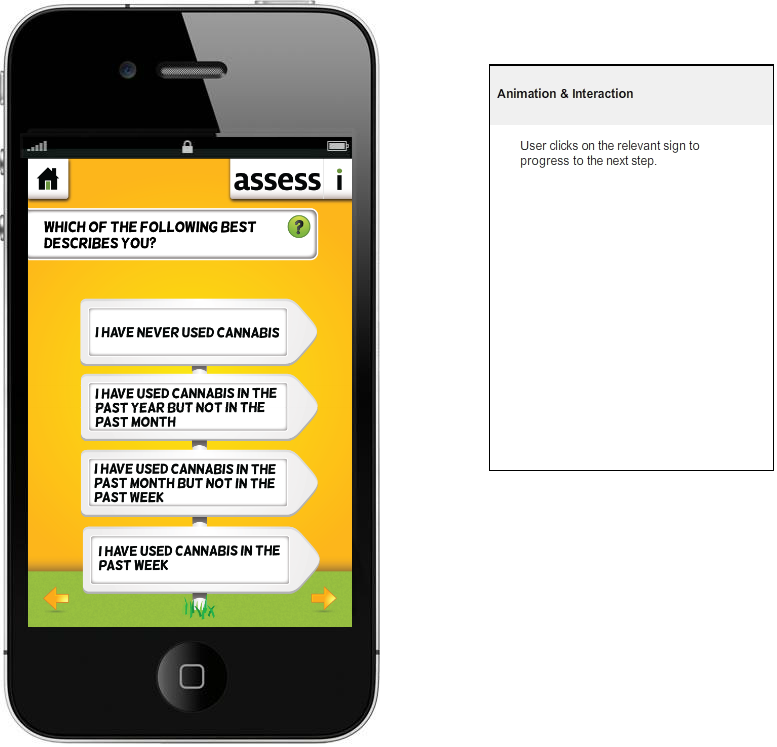 assess i
WHICH OF THE FOLLOWING BEST
DESCRIBES YOU?
?
I HAVE NEVER USED CANNABIS
I HAVE USED CANNABIS IN THE
PAST YEAR BUT NOT IN THE
PAST MONTH
I HAVE USED CANNABIS IN THE
PAST MONTH BUT NOT IN THE
PAST WEEK
I HAVE USED CANNABIS IN THE
PAST WEEK
Animation & Interaction
User clicks on the relevant sign to
progress to the next step.